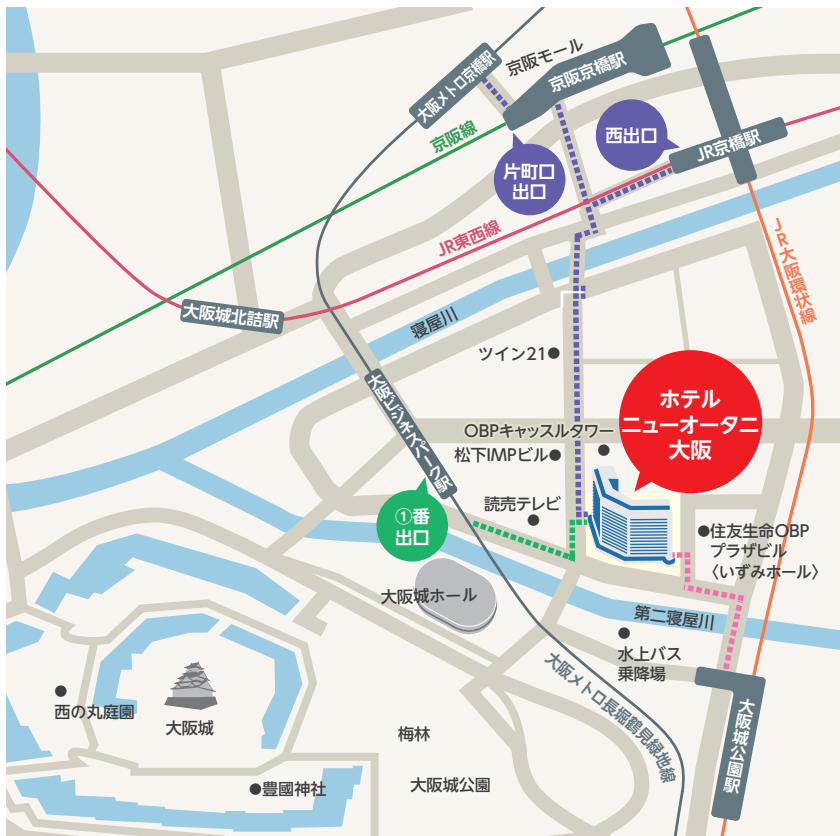 大阪メトロ京橋駅
京阪モール
京阪京橋駅
京阪線
片町口
出口
西出口
JR京橋駅
JR東西線
JR大阪環状線
大阪城北詰駅
寝屋川
ツイン21
大阪ビジネスパーク駅
ホテル
ニューオータニ
大阪
OBPキャッスルタワー
松下IMPビル
読売テレビ
①番
出口
住友生命OBP
プラザビル
〈いずみホール〉
大阪城ホール
第二寝屋川
水上バス
乗降場
大阪メトロ長堀鶴見緑地線
大阪城公園駅
西の丸庭園
大阪城
梅林
豊國神社
大阪城公園